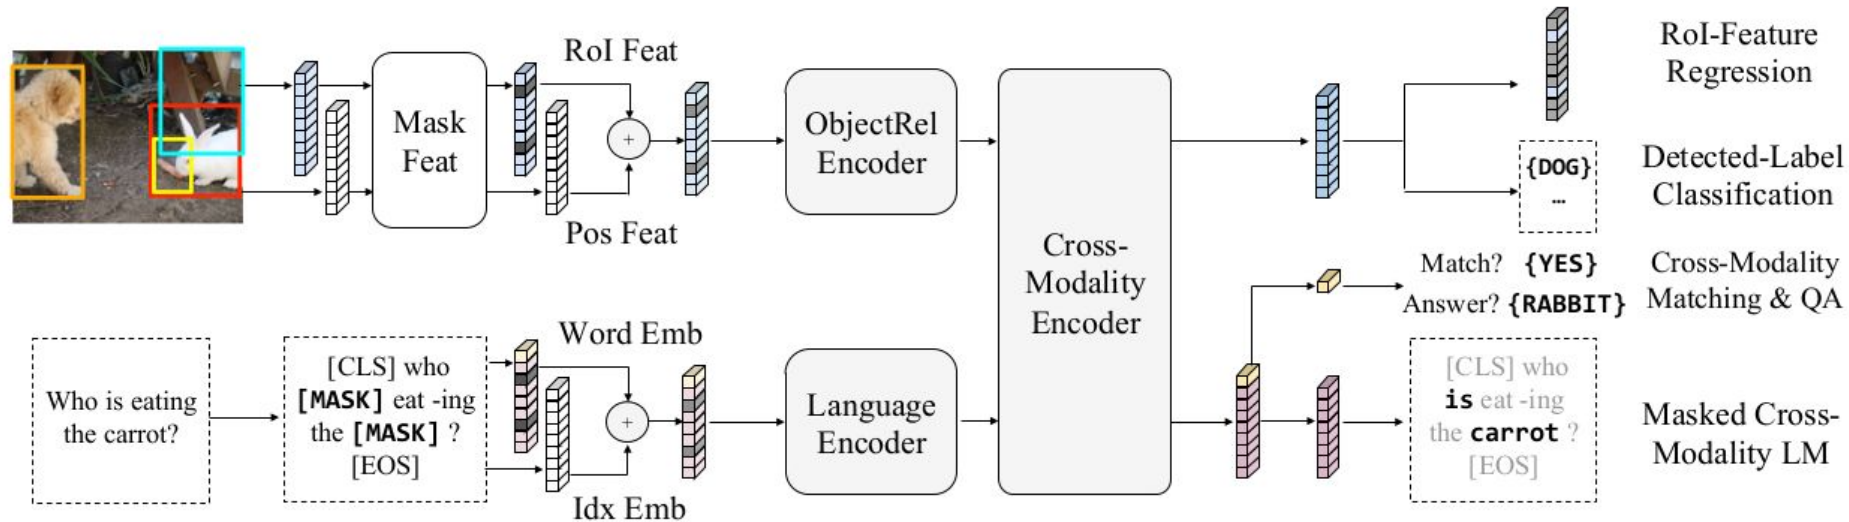 RoI Feat
Mask
Feat
Pos Feat
ObjectRel
Encoder
Cross-
Modality
Encoder
RoI-Feature
Regression
{DOG}
…
Detected-Label
Classification
Match? {YES}
Answer? {RABBIT}
Cross-Modality
Matching & QA
Who is eating
the carrot?
[CLS] who
[MASK] eat -ing
the [MASK] ?
[EOS]
Word Emb
Idx Emb
Language
Encoder
[CLS] who
is eat -ing
the carrot ?
[EOS]
Masked Cross-
Modality LM
+
+